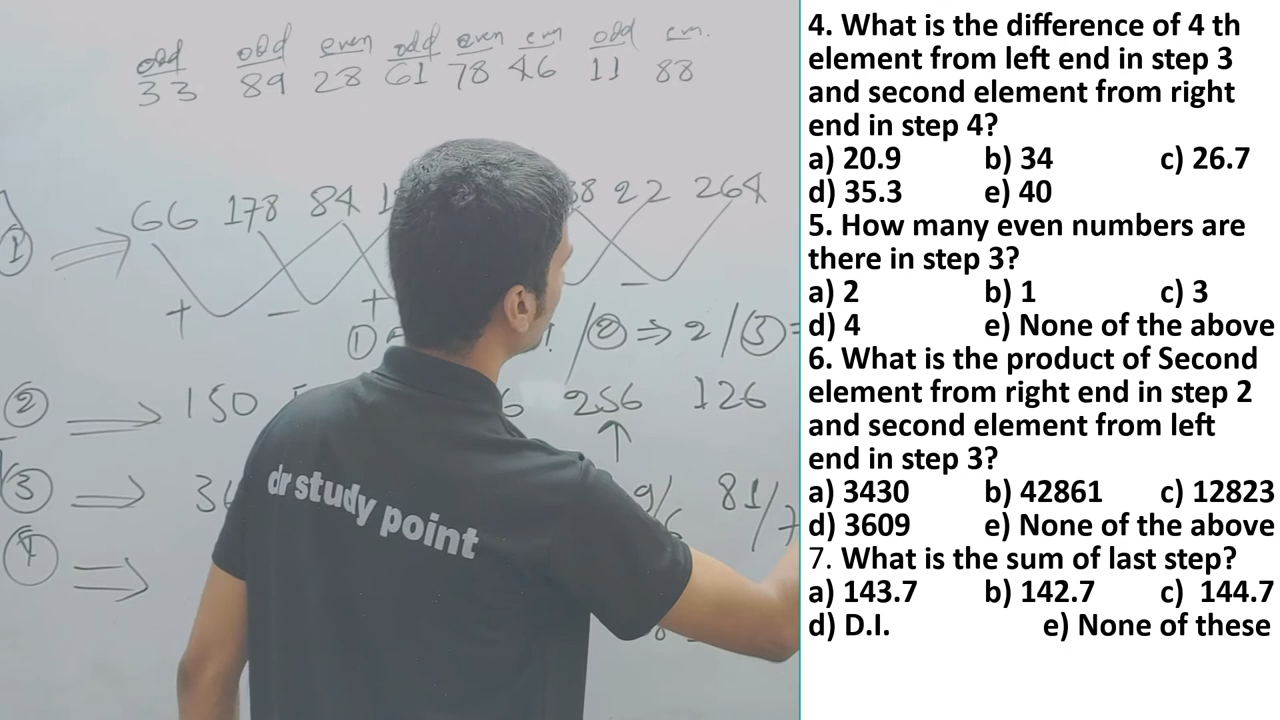 odd odd even odd even em odd em.
33 89 28 61 78 46 11 88
66 178 84 22 264
1
+ - + -
1 / 2 ⇒ 2 / 3 =
2 ⇒ 150 256 126
3 ⇒ 81/
4 ⇒
dr study point
4. What is the difference of 4 th
element from left end in step 3
and second element from right
end in step 4?
a) 20.9 b) 34 c) 26.7
d) 35.3 e) 40
5. How many even numbers are
there in step 3?
a) 2 b) 1 c) 3
d) 4 e) None of the above
6. What is the product of Second
element from right end in step 2
and second element from left
end in step 3?
a) 3430 b) 42861 c) 12823
d) 3609 e) None of the above
7. What is the sum of last step?
a) 143.7 b) 142.7 c) 144.7
d) D.I. e) None of these